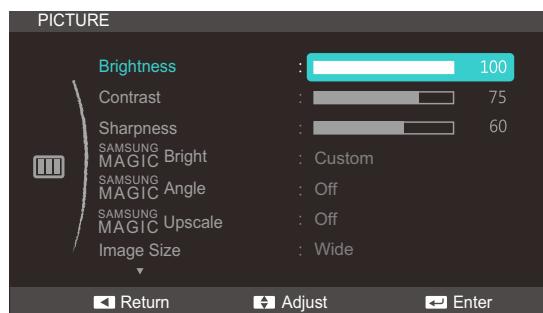 PICTURE
Brightness : 100
Contrast : 75
Sharpness : 60
SAMSUNG MAGIC Bright : Custom
SAMSUNG MAGIC Angle : Off
SAMSUNG MAGIC Upscale : Off
Image Size : Wide
Return Adjust Enter